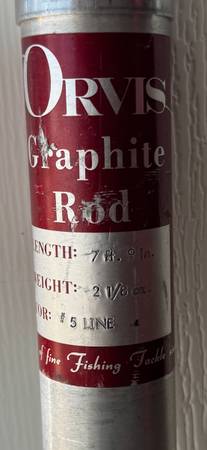 ORVIS
Graphite
Rod
ENGTH: 7 ft. 9 in.
EIGHT: 2 1/8 oz.
OR: #5 LINE
of fine Fishing Tackle